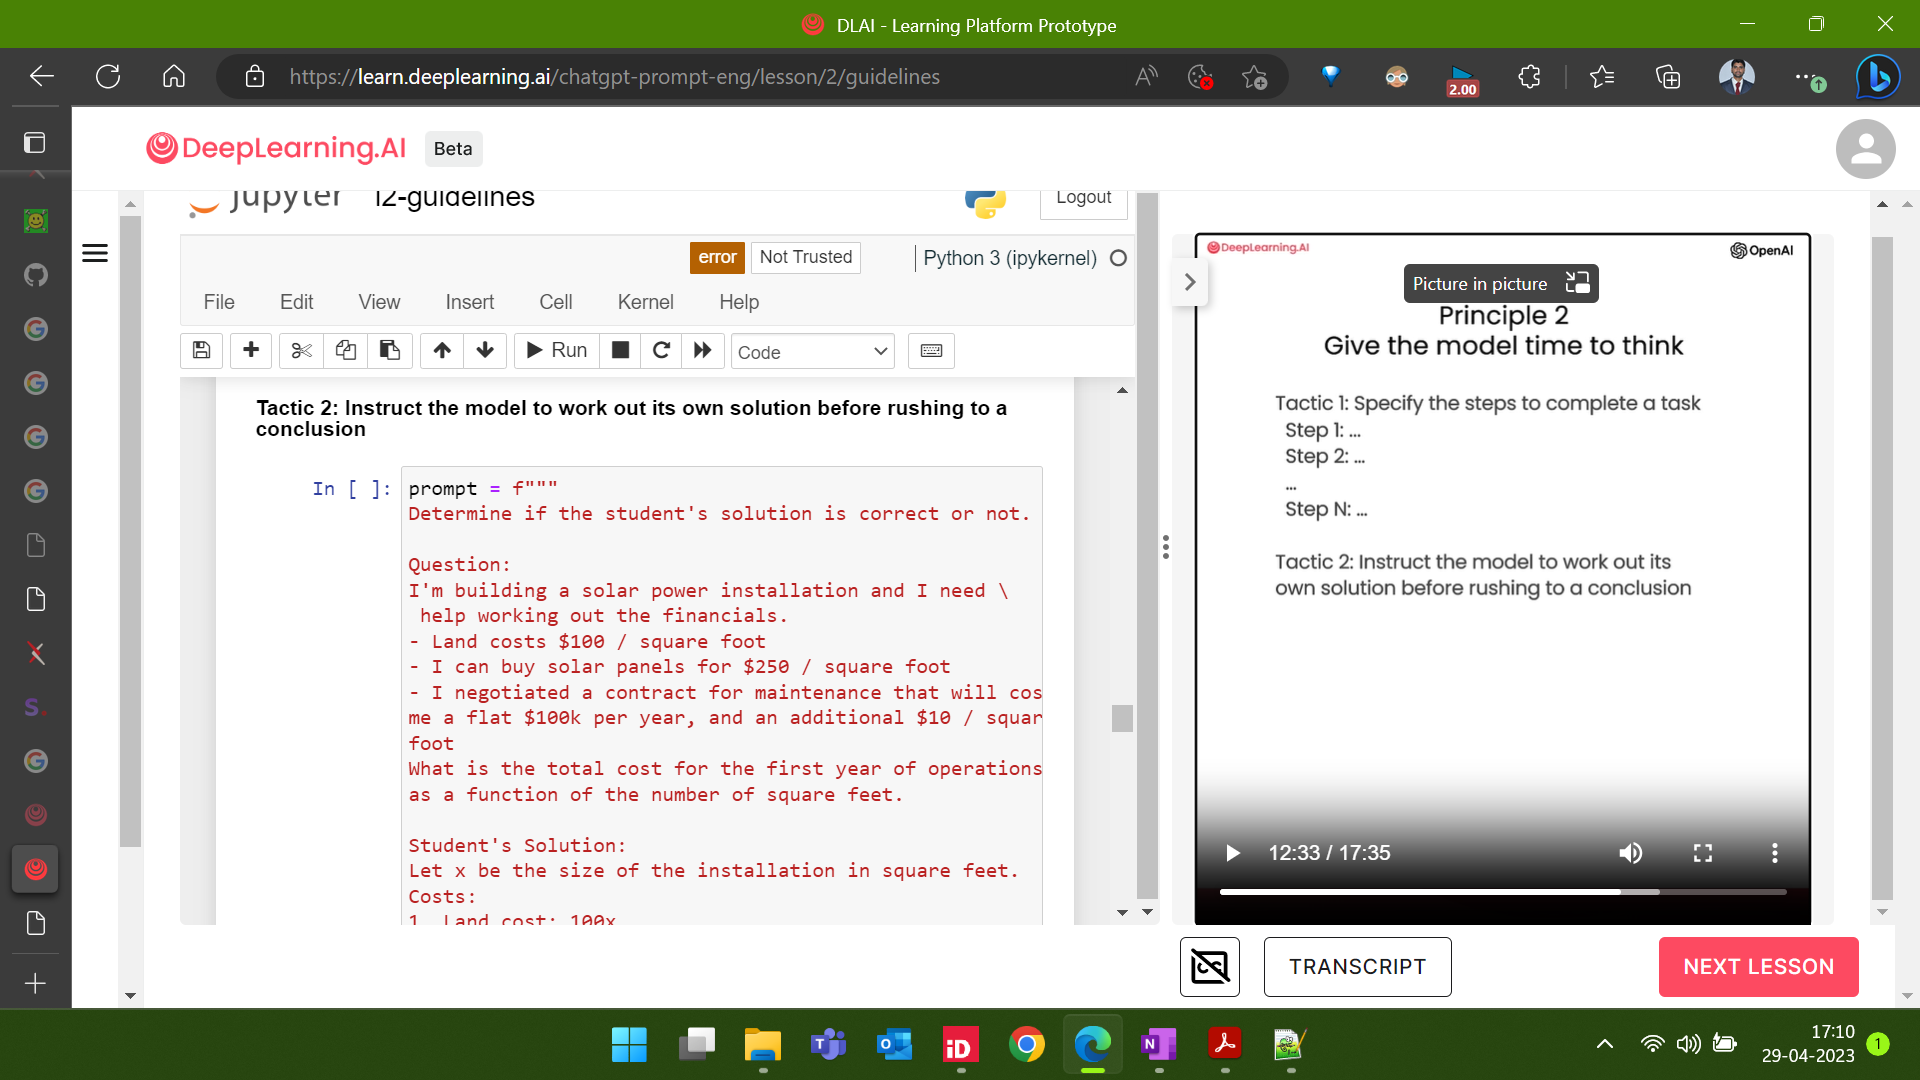 DLAI - Learning Platform Prototype
https://learn.deeplearning.ai/chatgpt-prompt-eng/lesson/2/guidelines
2.00
DeepLearning.AI
Beta
jupyter l2-guidelines
Logout
error
Not Trusted
Python 3 (ipykernel)
File Edit View Insert Cell Kernel Help
Run
Code
Tactic 2: Instruct the model to work out its own solution before rushing to a
conclusion
In [ ]:
prompt = f"""
Determine if the student's solution is correct or not.
Question:
I'm building a solar power installation and I need \
help working out the financials.
- Land costs $100 / square foot
- I can buy solar panels for $250 / square foot
- I negotiated a contract for maintenance that will cos
me a flat $100k per year, and an additional $10 / squar
foot
What is the total cost for the first year of operations
as a function of the number of square feet.
Student's Solution:
Let x be the size of the installation in square feet.
Costs:
1. Land cost: 100x
DeepLearning.AI
OpenAI
Picture in picture
Principle 2
Give the model time to think
Tactic 1: Specify the steps to complete a task
Step 1: ...
Step 2: ...
...
Step N: ...
Tactic 2: Instruct the model to work out its
own solution before rushing to a conclusion
12:33 / 17:35
TRANSCRIPT
NEXT LESSON
17:10
29-04-2023
1